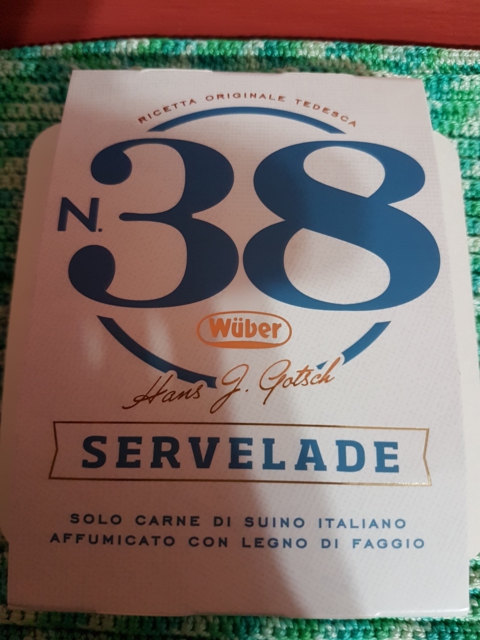 RICETTA ORIGINALE TEDESCA
N. 38
Wüber
Hans J. Gotsch
SERVELADE
SOLO CARNE DI SUINO ITALIANO
AFFUMICATO CON LEGNO DI FAGGIO